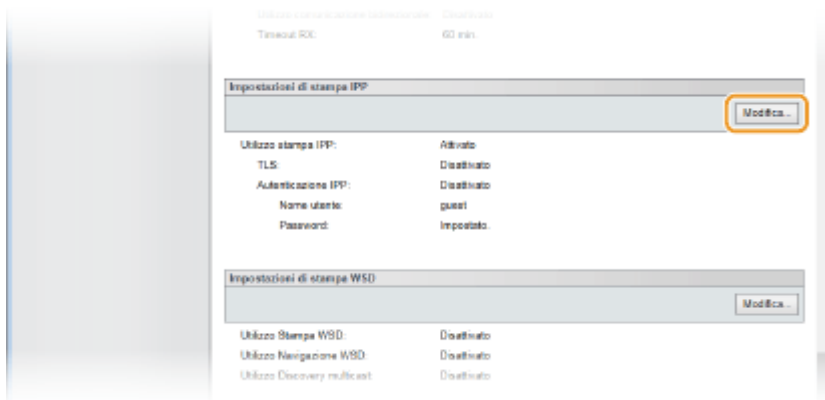 Timeout RX: 60 min.
Impostazioni di stampa IPP
Modifica...
Utilizzo stampa IPP: Attivato
TLS: Disattivato
Autenticazione IPP: Disattivato
Nome utente: guest
Password: Impostato.
Impostazioni di stampa WSD
Modifica...
Utilizzo Stampa WSD: Disattivato
Utilizzo Navigazione WSD: Disattivato
Utilizzo Discovery multicast: Disattivato